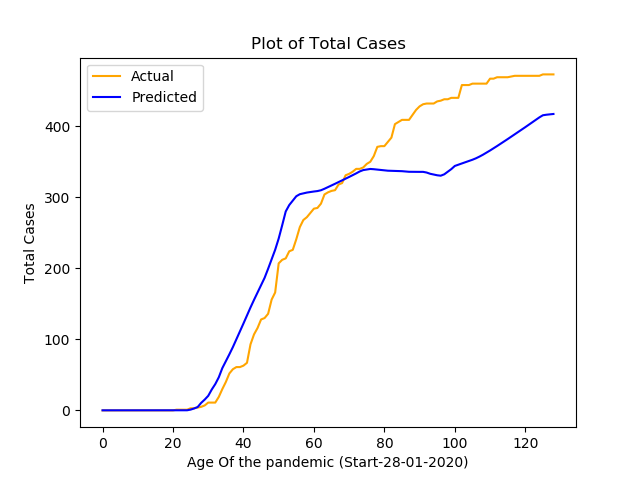 Plot of Total Cases
Actual
Predicted
400
300
200
100
0
Total Cases
0 20 40 60 80 100 120
Age Of the pandemic (Start-28-01-2020)